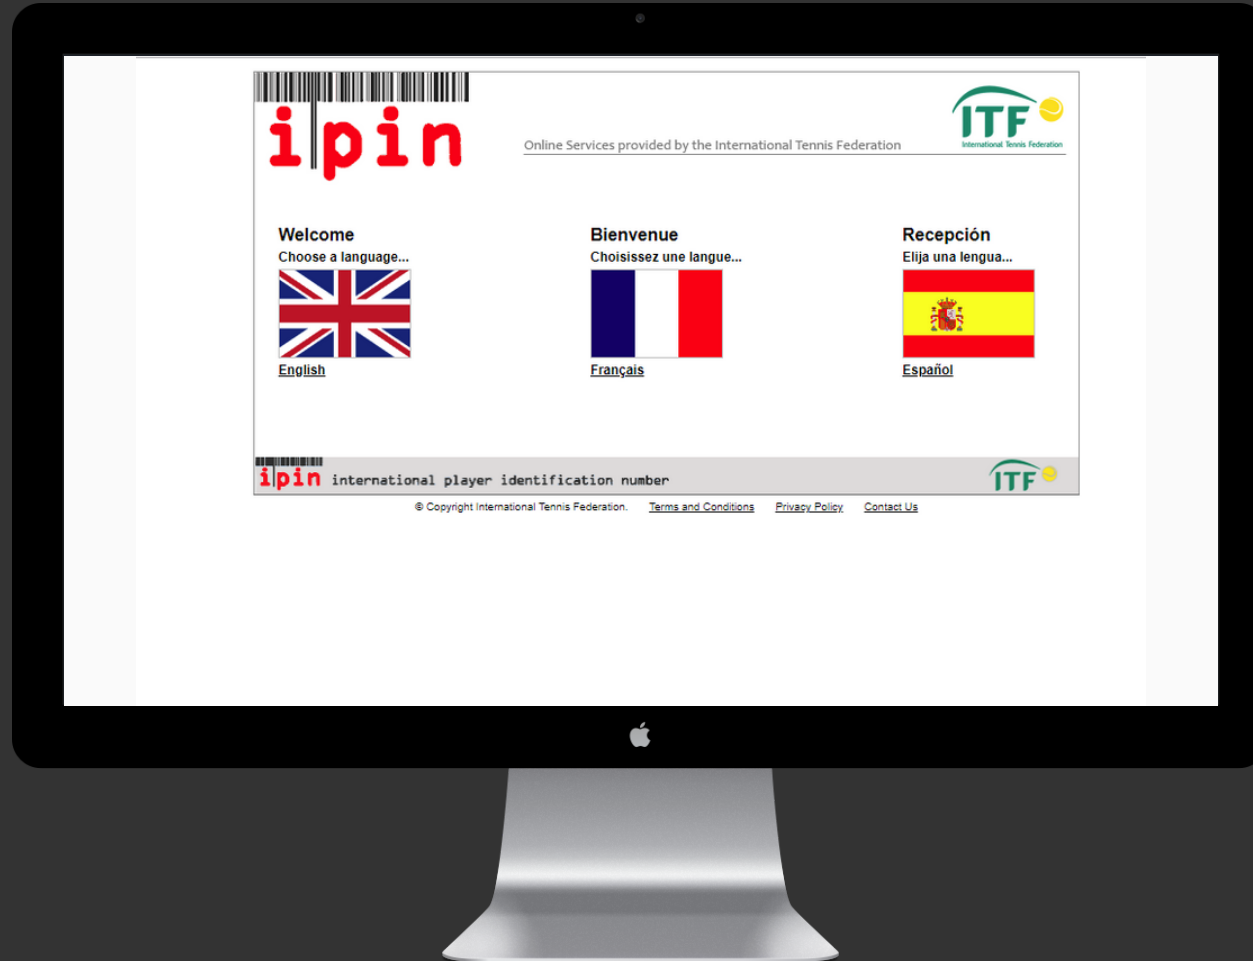 ipin
Online Services provided by the International Tennis Federation
ITF
International Tennis Federation
Welcome
Choose a language...
English
Bienvenue
Choisissez une langue...
Français
Recepción
Elija una lengua...
Español
ipin international player identification number
ITF
© Copyright International Tennis Federation. Terms and Conditions Privacy Policy Contact Us